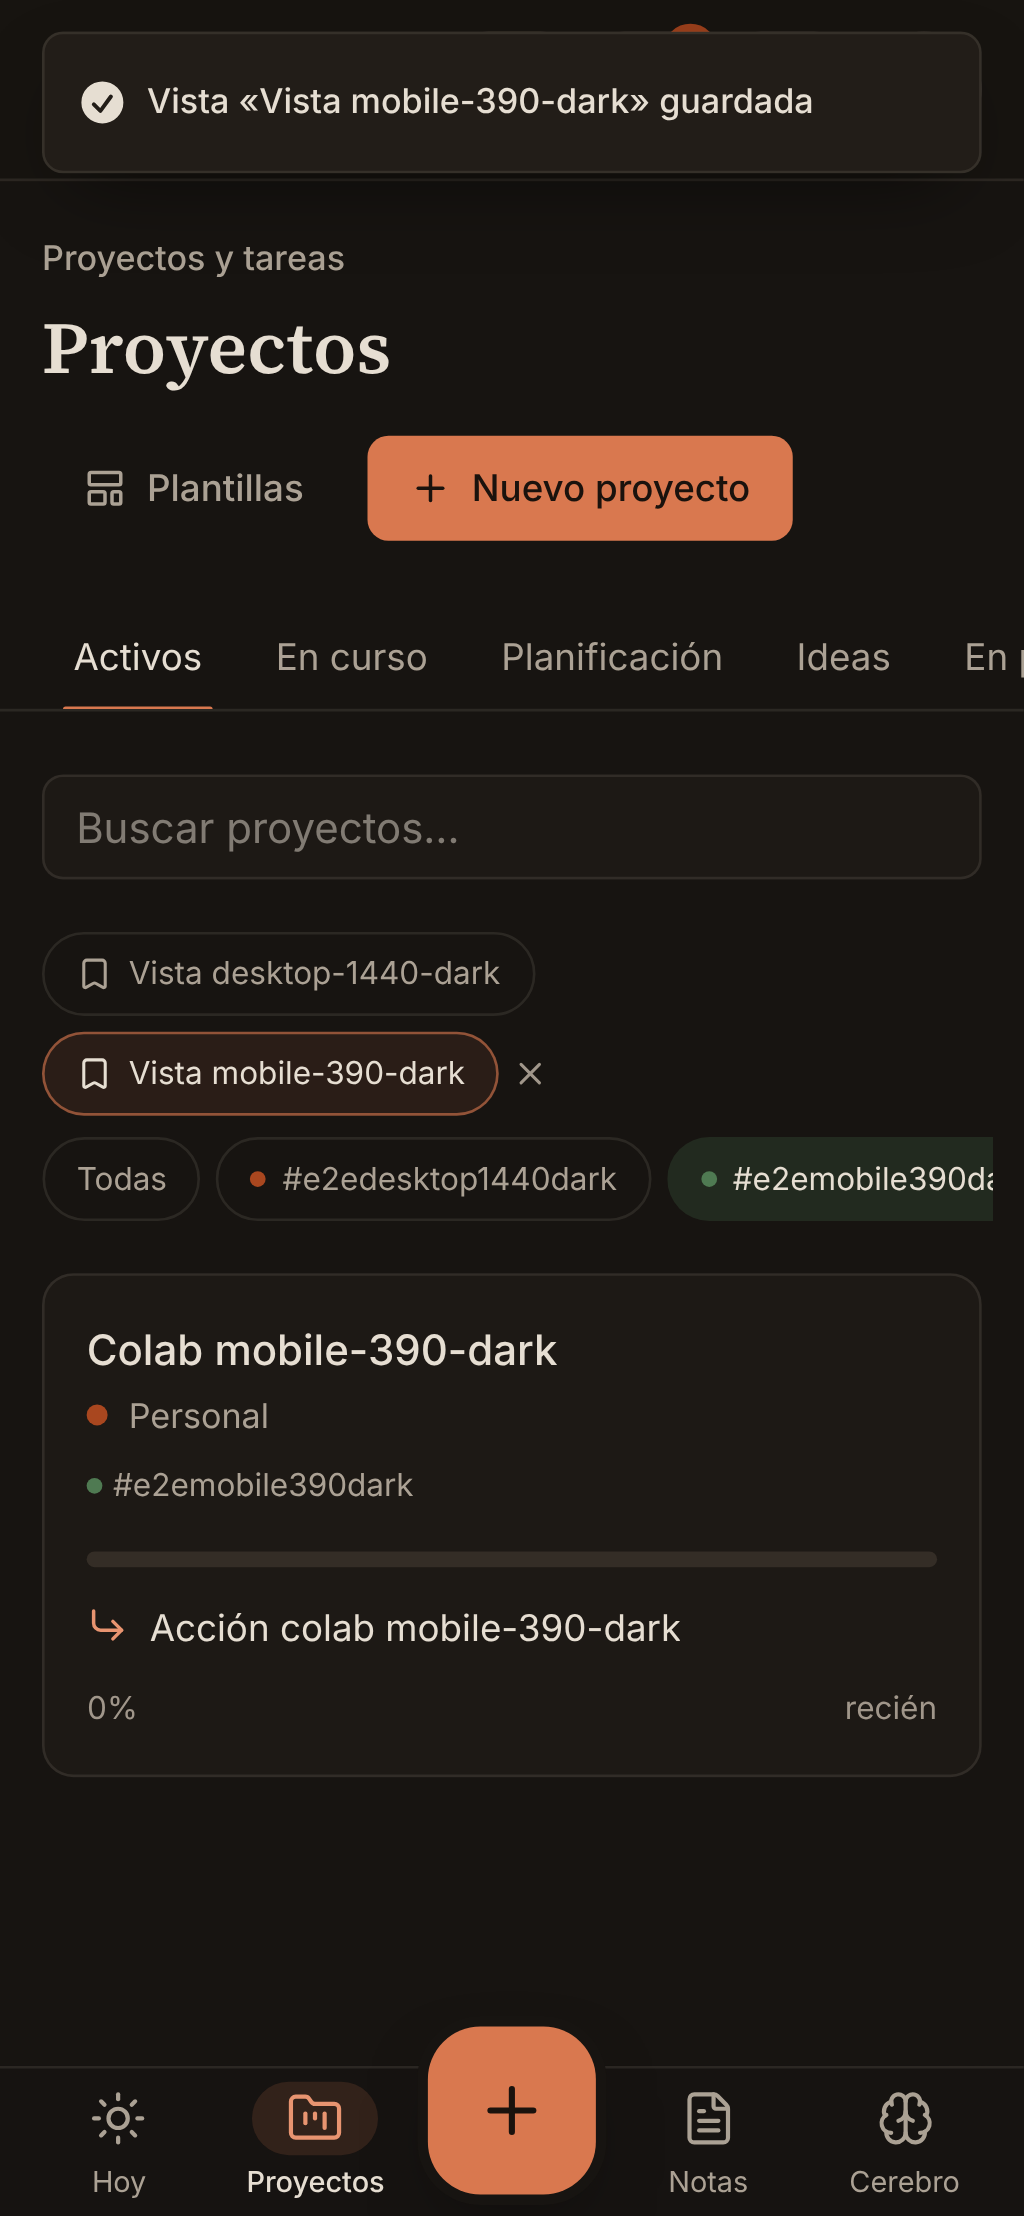 Vista «Vista mobile-390-dark» guardada
Proyectos y tareas
Proyectos
Plantillas
Nuevo proyecto
Activos
En curso
Planificación
Ideas
En
Buscar proyectos...
Vista desktop-1440-dark
Vista mobile-390-dark
Todas
#e2edesktop1440dark
#e2emobile390da
Colab mobile-390-dark
Personal
#e2emobile390dark
Acción colab mobile-390-dark
0%
recién
Hoy
Proyectos
Notas
Cerebro